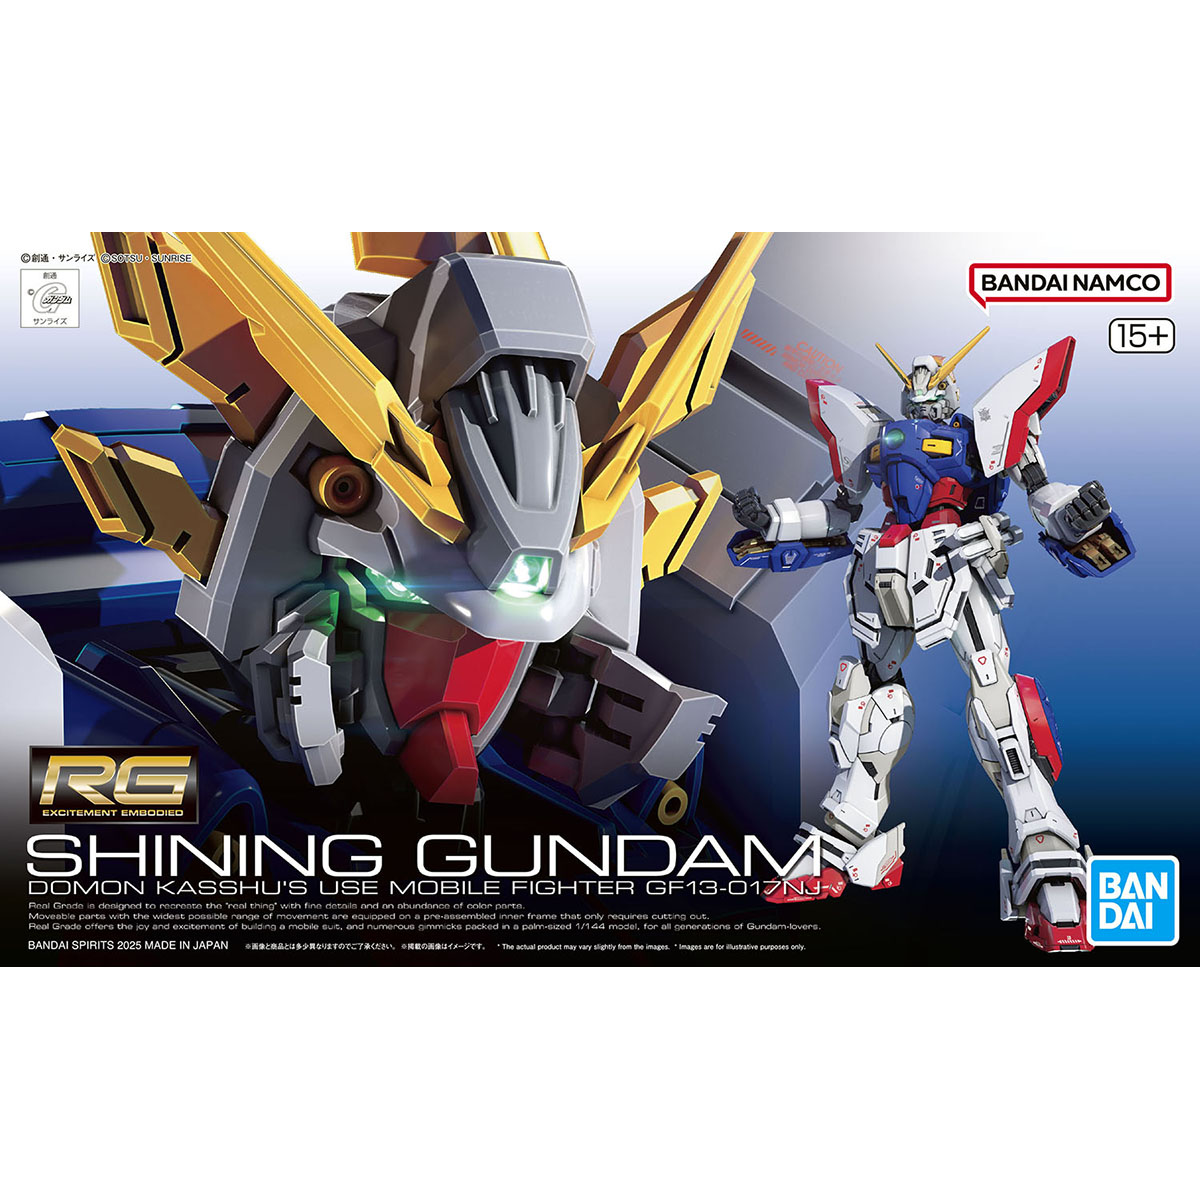 ©創通・サンライズ ©SOTSU・SUNRISE
創通
© G ガンダム
サンライズ
BANDAI NAMCO
15+
CAUTION
RG
EXCITEMENT EMBODIED
SHINING GUNDAM
DOMON KASSHU'S USE MOBILE FIGHTER GF13-017NJ
Real Grade is designed to recreate the "real thing" with fine details and an abundance of color parts.
Moveable parts with the widest possible range of movement are equipped on a pre-assembled inner frame that only requires cutting out.
Real Grade offers the joy and excitement of building a mobile suit, and numerous gimmicks packed in a palm-sized 1/144 model, for all generations of Gundam-lovers.
BANDAI SPIRITS 2025 MADE IN JAPAN ※画像と商品とは多少異なりますのでご了承ください。 ※掲載の画像はイメージです。 * The actual product may vary slightly from the images. * Images are for illustrative purposes only.
BAN
DAI